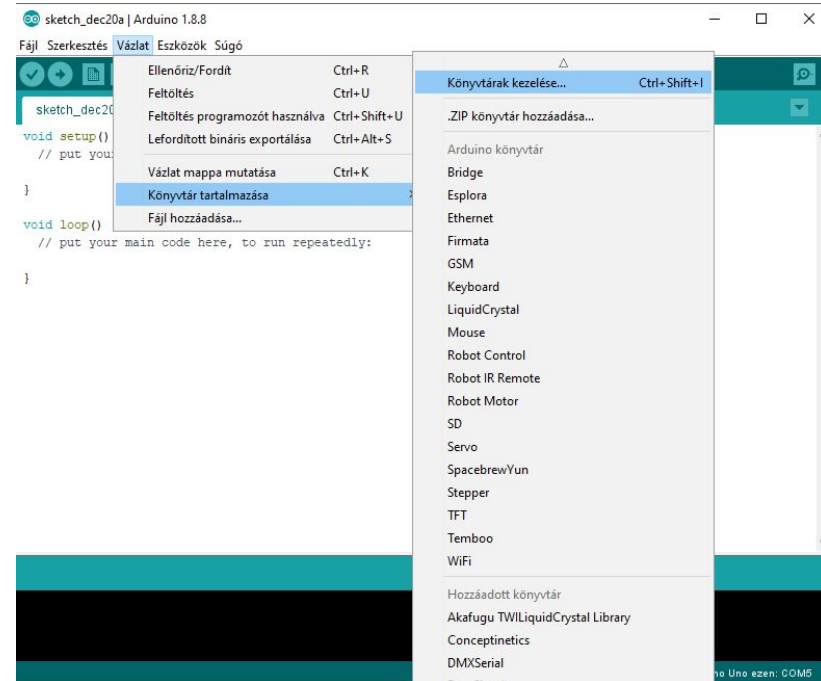 sketch_dec20a | Arduino 1.8.8
Fájl Szerkesztés Vázlat Eszközök Súgó
sketch_dec20
void setup()
// put you
}
void loop()
// put your main code here, to run repeatedly:
}
Ellenőriz/Fordít Ctrl+R
Feltöltés Ctrl+U
Feltöltés programozót használva Ctrl+Shift+U
Lefordított bináris exportálása Ctrl+Alt+S
Vázlat mappa mutatása Ctrl+K
Könyvtár tartalmazása
Fájl hozzáadása...
Könyvtárak kezelése... Ctrl+Shift+I
.ZIP könyvtár hozzáadása...
Arduino könyvtár
Bridge
Esplora
Ethernet
Firmata
GSM
Keyboard
LiquidCrystal
Mouse
Robot Control
Robot IR Remote
Robot Motor
SD
Servo
SpacebrewYun
Stepper
TFT
Temboo
WiFi
Hozzáadott könyvtár
Akafugu TWILiquidCrystal Library
Conceptinetics
DMXSerial
no Uno ezen: COM5